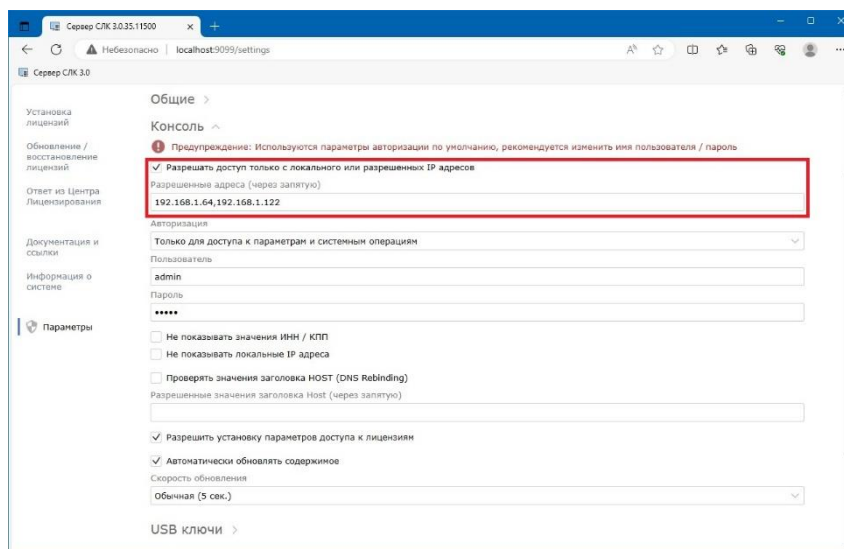 Сервер СЛК 3.0.35.11500
Небезопасно localhost:9099/settings
Сервер СЛК 3.0
Установка
лицензий
Обновление /
восстановление
лицензий
Ответ из Центра
Лицензирования
Документация и
ссылки
Информация о
системе
Параметры
Общие
Консоль
Предупреждение: Используются параметры авторизации по умолчанию, рекомендуется изменить имя пользователя / пароль
Разрешать доступ только с локального или разрешенных IP адресов
Разрешенные адреса (через запятую)
192.168.1.64,192.168.1.122
Авторизация
Только для доступа к параметрам и системным операциям
Пользователь
admin
Пароль
•••••
Не показывать значения ИНН / КПП
Не показывать локальные IP адреса
Проверять значения заголовка HOST (DNS Rebinding)
Разрешенные значения заголовка Host (через запятую)
Разрешить установку параметров доступа к лицензиям
Автоматически обновлять содержимое
Скорость обновления
Обычная (5 сек.)
USB ключи